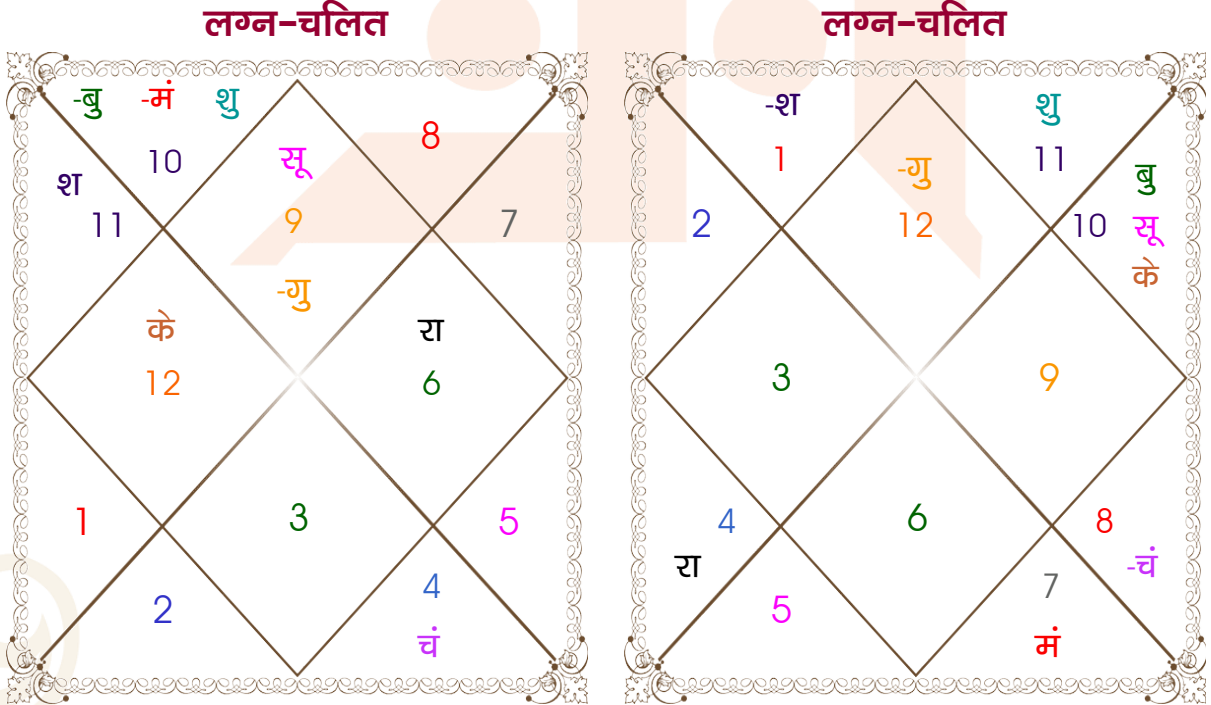 लग्न-चलित
-बु -मं शु
8
10
सू
श
11
9
7
-गु
के
12
रा
6
1
3
5
2
4
चं
लग्न-चलित
-श
शु
1
-गु
11
बु
2
12
10
सू
के
3
9
4
6
8
रा
-चं
5
7
मं